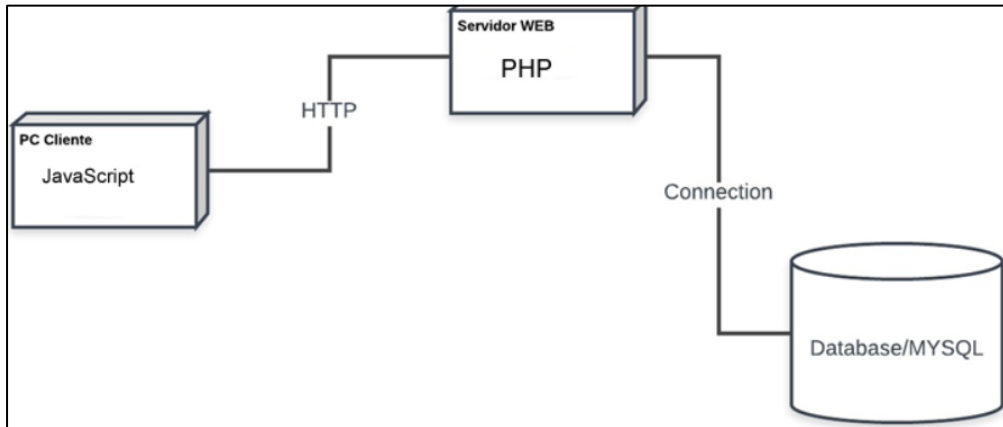 Servidor WEB
PHP
HTTP
PC Cliente
JavaScript
Connection
Database/MYSQL